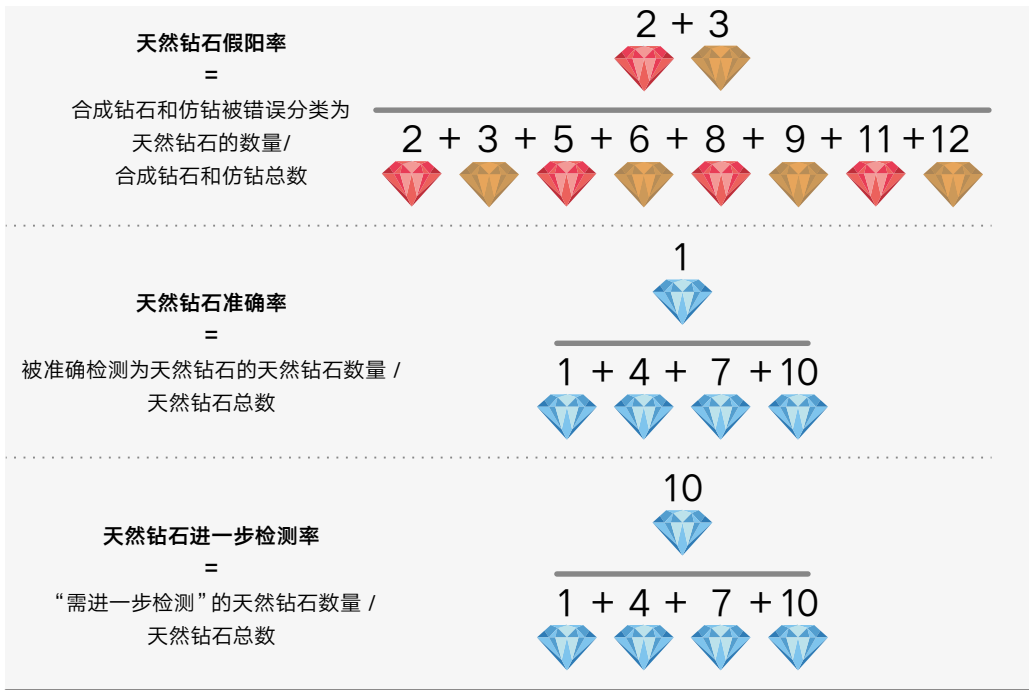 天然钻石假阳率
=
合成钻石和仿钻被错误分类为
天然钻石的数量/
合成钻石和仿钻总数
2 + 3
2 + 3 + 5 + 6 + 8 + 9 + 11 + 12
天然钻石准确率
=
被准确检测为天然钻石的天然钻石数量 /
天然钻石总数
1
1 + 4 + 7 + 10
天然钻石进一步检测率
=
“需进一步检测”的天然钻石数量 /
天然钻石总数
10
1 + 4 + 7 + 10